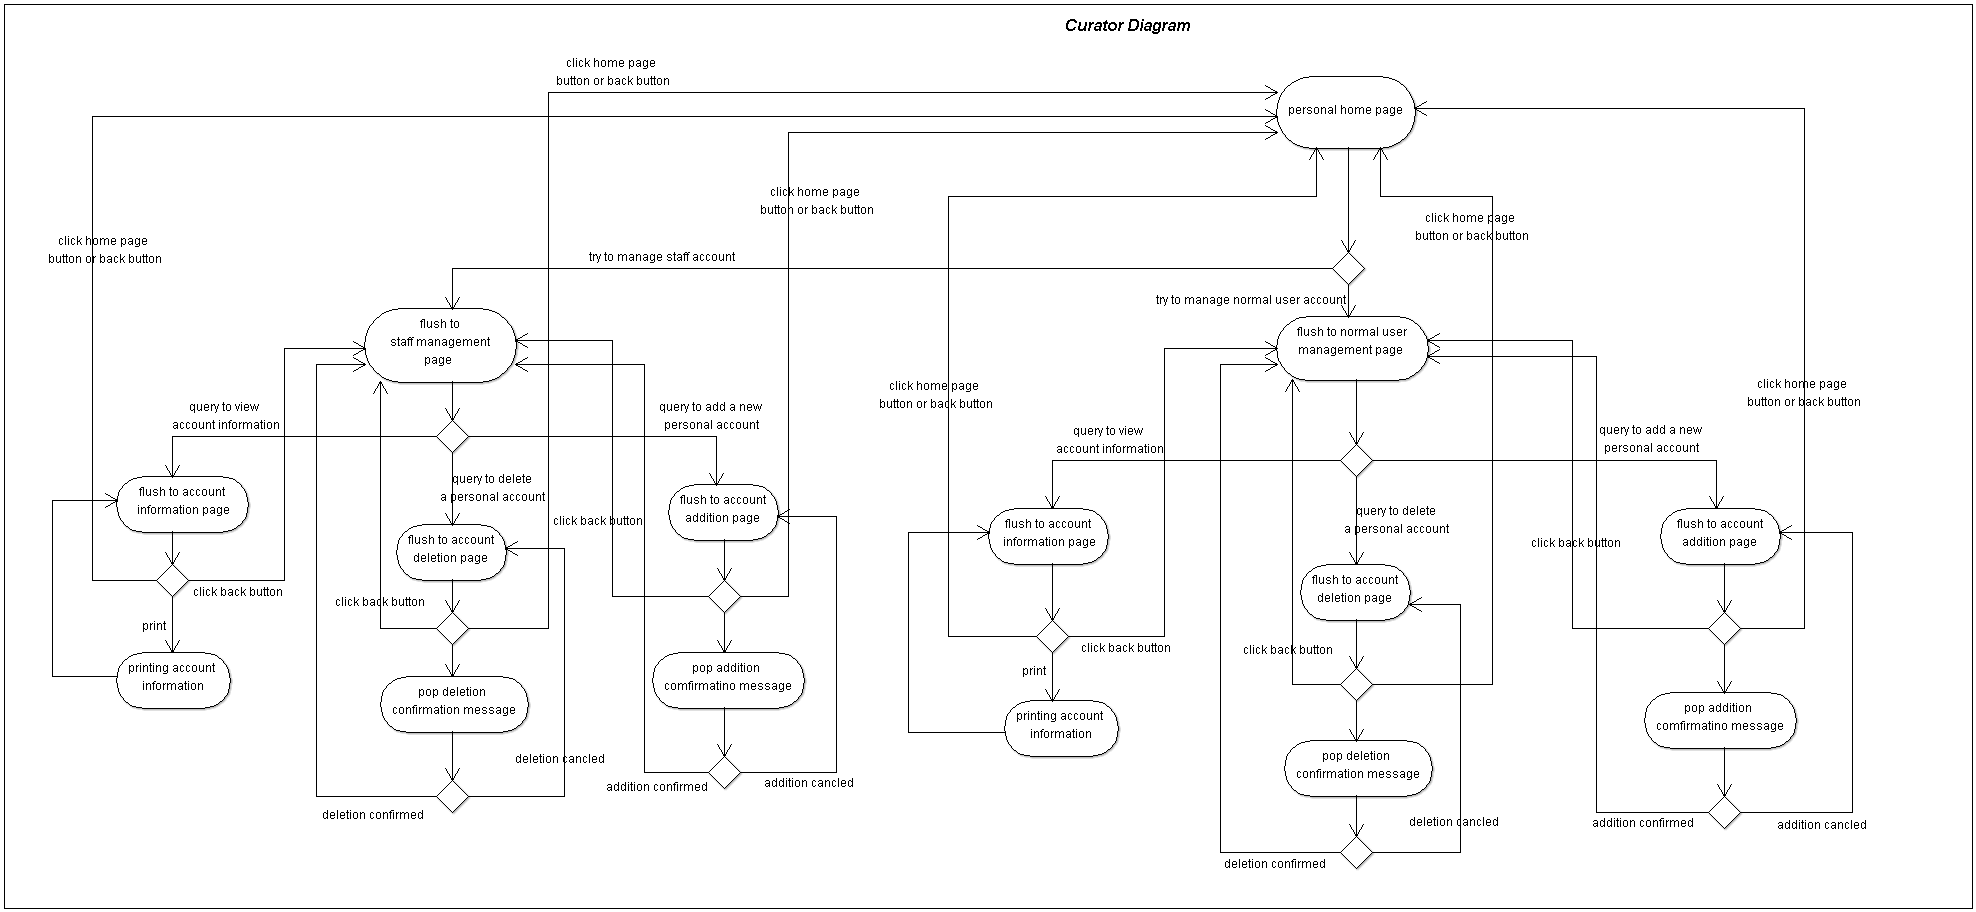 Curator Diagram
click home page
button or back button
personal home page
click home page
button or back button
click home page
button or back button
click home page
button or back button
try to manage staff account
try to manage normal user account
flush to
staff management
page
flush to normal user
management page
click home page
button or back button
click home page
button or back button
query to view
account information
query to add a new
personal account
query to view
account information
query to add a new
personal account
query to delete
a personal account
flush to account
information page
flush to account
addition page
click back button
flush to account
deletion page
query to delete
a personal account
flush to account
information page
flush to account
addition page
click back button
click back button
click back button
flush to account
deletion page
print
click back button
click back button
printing account
information
pop deletion
confirmation message
pop addition
comfirmatino message
print
printing account
information
pop addition
comfirmatino message
deletion cancled
addition confirmed
addition cancled
pop deletion
confirmation message
deletion confirmed
deletion cancled
addition confirmed
addition cancled
deletion confirmed